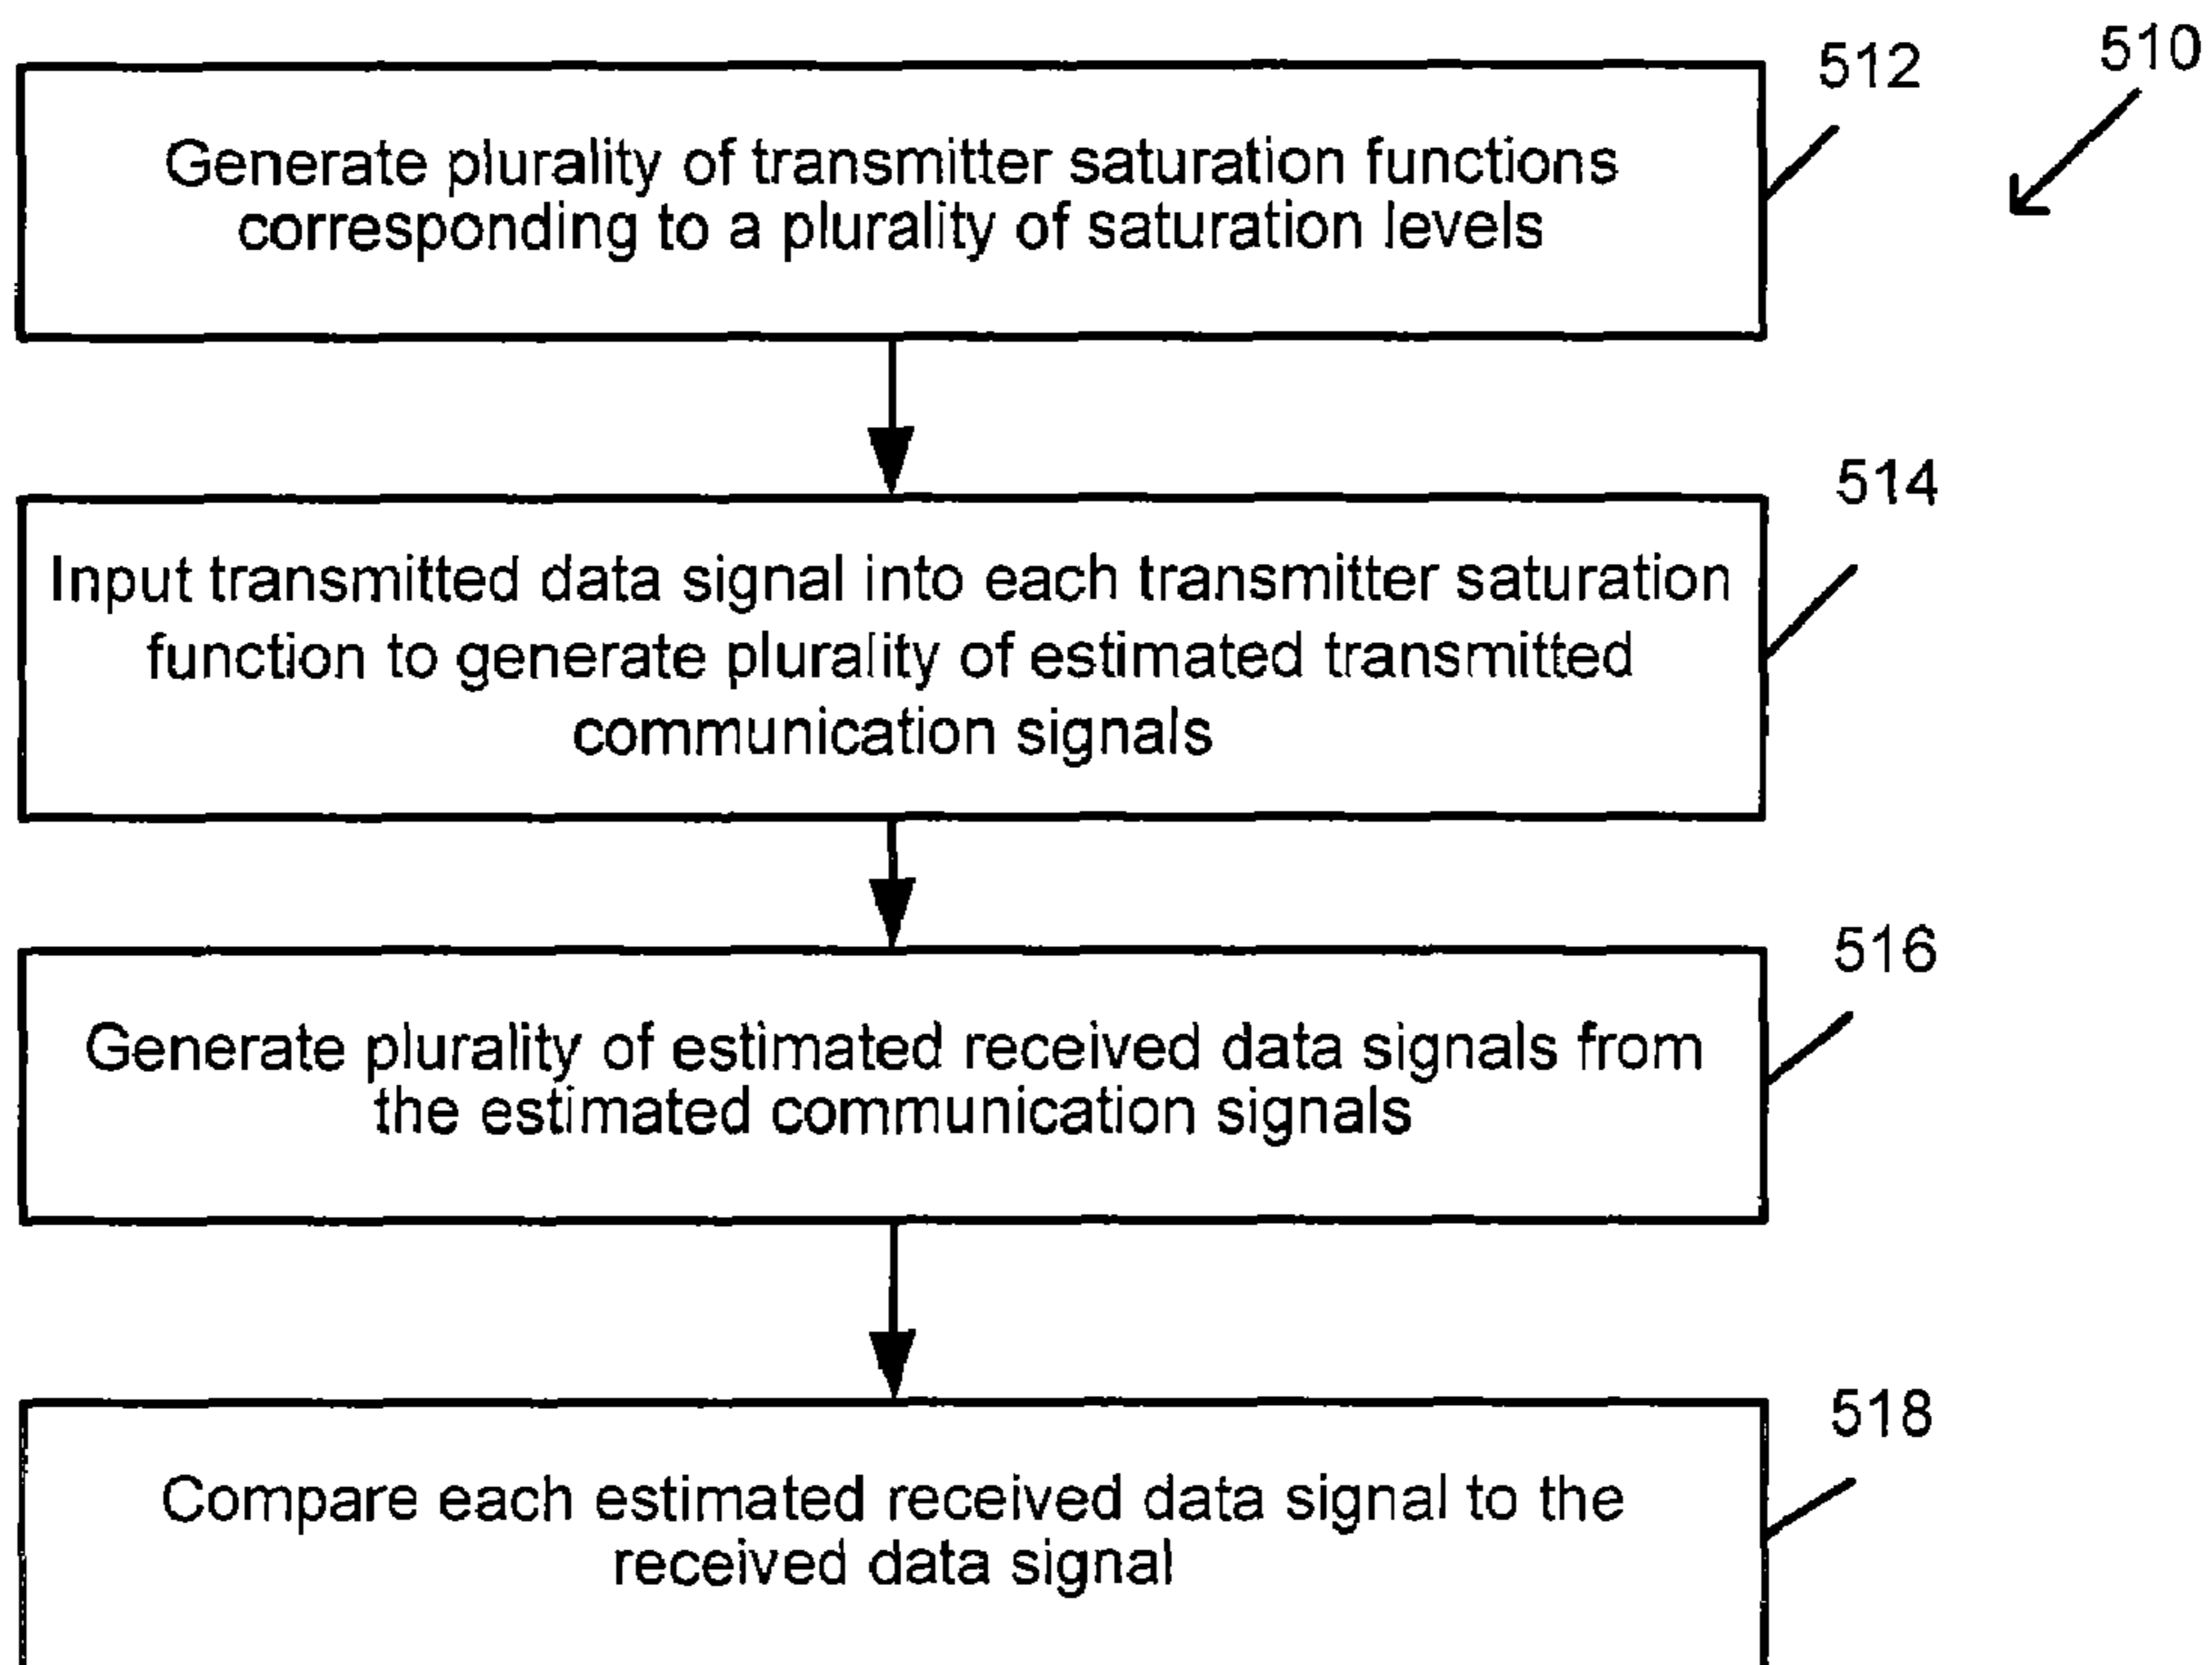 510
512
Generate plurality of transmitter saturation functions
corresponding to a plurality of saturation levels
514
Input transmitted data signal into each transmitter saturation
function to generate plurality of estimated transmitted
communication signals
516
Generate plurality of estimated received data signals from
the estimated communication signals
518
Compare each estimated received data signal to the
received data signal